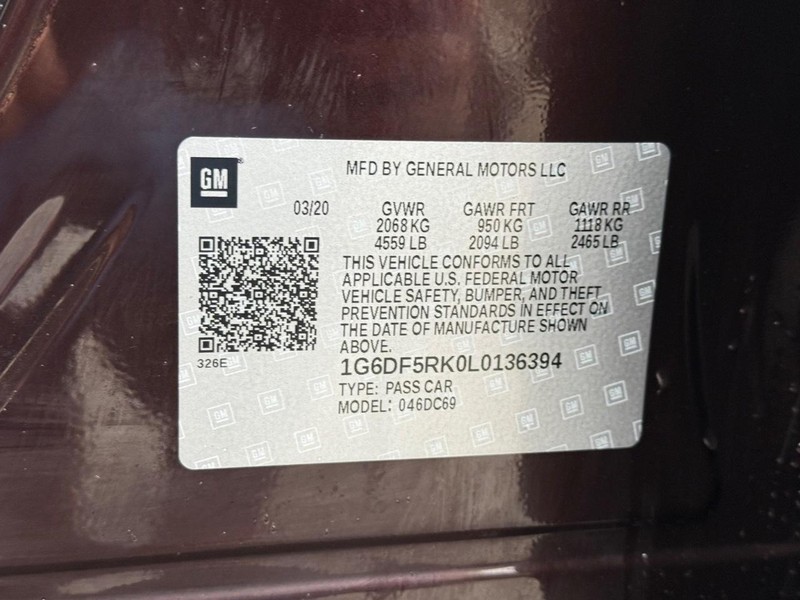 GM
MFD BY GENERAL MOTORS LLC
03/20 GVWR GAWR FRT GAWR RR
2068 KG 950 KG 1118 KG
4559 LB 2094 LB 2465 LB
THIS VEHICLE CONFORMS TO ALL
APPLICABLE U.S. FEDERAL MOTOR
VEHICLE SAFETY, BUMPER, AND THEFT
PREVENTION STANDARDS IN EFFECT ON
THE DATE OF MANUFACTURE SHOWN
ABOVE.
326E
1G6DF5RK0L0136394
TYPE: PASS CAR
MODEL: 046DC69